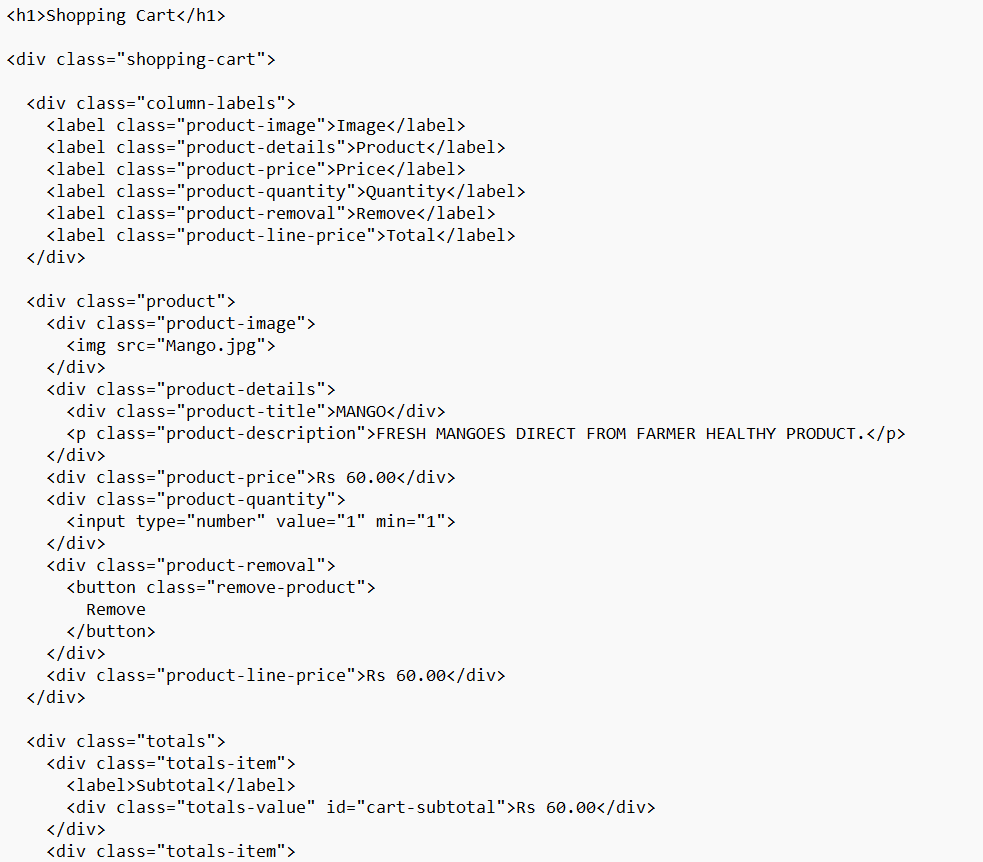 <h1>Shopping Cart</h1>
<div class="shopping-cart">
<div class="column-labels">
<label class="product-image">Image</label>
<label class="product-details">Product</label>
<label class="product-price">Price</label>
<label class="product-quantity">Quantity</label>
<label class="product-removal">Remove</label>
<label class="product-line-price">Total</label>
</div>
<div class="product">
<div class="product-image">
<img src="Mango.jpg">
</div>
<div class="product-details">
<div class="product-title">MANGO</div>
<p class="product-description">FRESH MANGOES DIRECT FROM FARMER HEALTHY PRODUCT.</p>
</div>
<div class="product-price">Rs 60.00</div>
<div class="product-quantity">
<input type="number" value="1" min="1">
</div>
<div class="product-removal">
<button class="remove-product">
Remove
</button>
</div>
<div class="product-line-price">Rs 60.00</div>
</div>
<div class="totals">
<div class="totals-item">
<label>Subtotal</label>
<div class="totals-value" id="cart-subtotal">Rs 60.00</div>
</div>
<div class="totals-item">